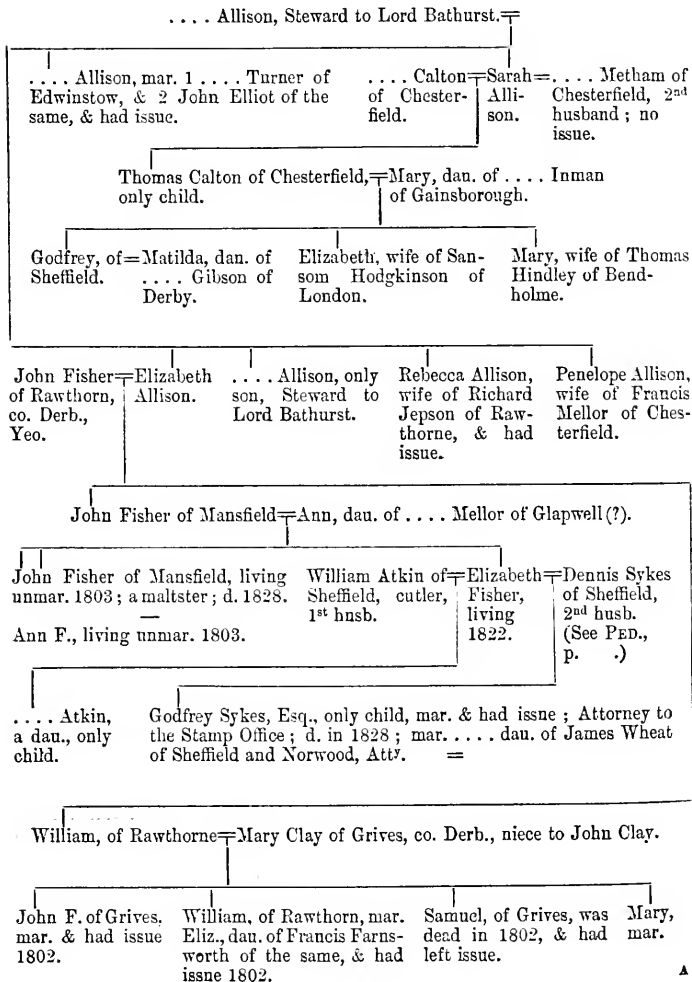 .... Allison, Steward to Lord Bathurst.
.... Allison, mar. 1 .... Turner of
Edwinstow, & 2 John Elliot of the
same, & had issue.
.... Calton
of Chester-
field.
Sarah
Alli-
son.
.... Metham of
Chesterfield, 2nd
husband ; no
issue.
Thomas Calton of Chesterfield,
only child.
Mary, dau. of .... Inman
of Gainsborough.
Godfrey, of
Sheffield.
Matilda, dau. of
.... Gibson of
Derby.
Elizabeth, wife of San-
som Hodgkinson of
London.
Mary, wife of Thomas
Hindley of Bend-
holme.
John Fisher
of Rawthorn,
co. Derb.,
Yeo.
Elizabeth
Allison.
.... Allison, only
son, Steward to
Lord Bathurst.
Rebecca Allison,
wife of Richard
Jepson of Raw-
thorne, & had
issue.
Penelope Allison,
wife of Francis
Mellor of Ches-
terfield.
John Fisher of Mansfield
Ann, dau. of .... Mellor of Glapwell (?).
John Fisher of Mansfield, living
unmar. 1803 ; a maltster ; d. 1828.
—
Ann F., living unmar. 1803.
William Atkin of
Sheffield, cutler,
1st husb.
Elizabeth
Fisher,
living
1822.
Dennis Sykes
of Sheffield,
2nd husb.
(See PED.,
p. .)
.... Atkin,
a dau., only
child.
Godfrey Sykes, Esq., only child, mar. & had issue ; Attorney to
the Stamp Office ; d. in 1828 ; mar. .... dau. of James Wheat
of Sheffield and Norwood, Atty. =
William, of Rawthorne
Mary Clay of Grives, co. Derb., niece to John Clay.
John F. of Grives,
mar. & had issue
1802.
William, of Rawthorn, mar.
Eliz., dau. of Francis Farns-
worth of the same, & had
issue 1802.
Samuel, of Grives, was
dead in 1802, & had
left issue.
Mary,
mar.
A